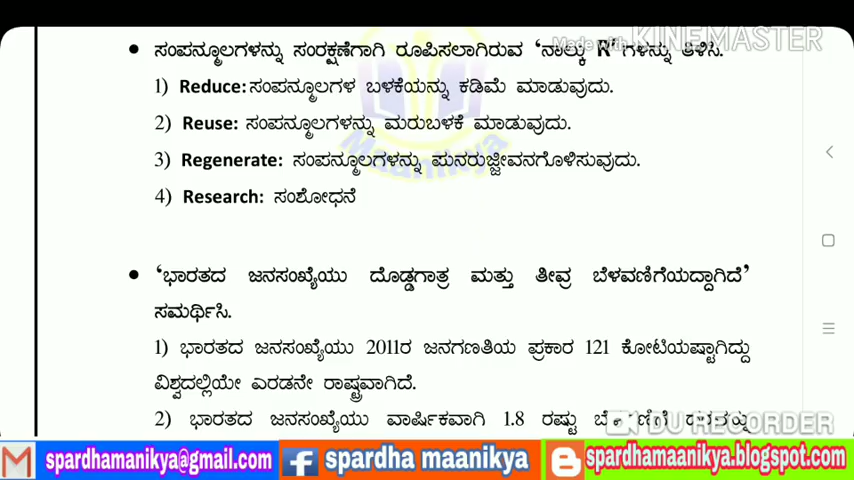 Made with KINEMASTER
• ಸಂಪನ್ಮೂಲಗಳನ್ನು ಸಂರಕ್ಷಣೆಗಾಗಿ ರೂಪಿಸಲಾಗಿರುವ ‘ನಾಲ್ಕು R’ ಗಳನ್ನು ತಿಳಿಸಿ.
1) Reduce: ಸಂಪನ್ಮೂಲಗಳ ಬಳಕೆಯನ್ನು ಕಡಿಮೆ ಮಾಡುವುದು.
2) Reuse: ಸಂಪನ್ಮೂಲಗಳನ್ನು ಮರುಬಳಕೆ ಮಾಡುವುದು.
3) Regenerate: ಸಂಪನ್ಮೂಲಗಳನ್ನು ಪುನರುಜ್ಜೀವನಗೊಳಿಸುವುದು.
Maanikya
4) Research: ಸಂಶೋಧನೆ
• ‘ಭಾರತದ ಜನಸಂಖ್ಯೆಯು ದೊಡ್ಡಗಾತ್ರ ಮತ್ತು ತೀವ್ರ ಬೆಳವಣಿಗೆಯದ್ದಾಗಿದೆ’
ಸಮರ್ಥಿಸಿ.
1) ಭಾರತದ ಜನಸಂಖ್ಯೆಯು 2011ರ ಜನಗಣತಿಯ ಪ್ರಕಾರ 121 ಕೋಟಿಯಷ್ಟಾಗಿದ್ದು
ವಿಶ್ವದಲ್ಲಿಯೇ ಎರಡನೇ ರಾಷ್ಟ್ರವಾಗಿದೆ.
2) ಭಾರತದ ಜನಸಂಖ್ಯೆಯು ವಾರ್ಷಿಕವಾಗಿ 1.8 ರಷ್ಟು
DU RECORDER
spardhamanikya@gmail.com
spardha maanikya
spardhamaanikya.blogspot.com